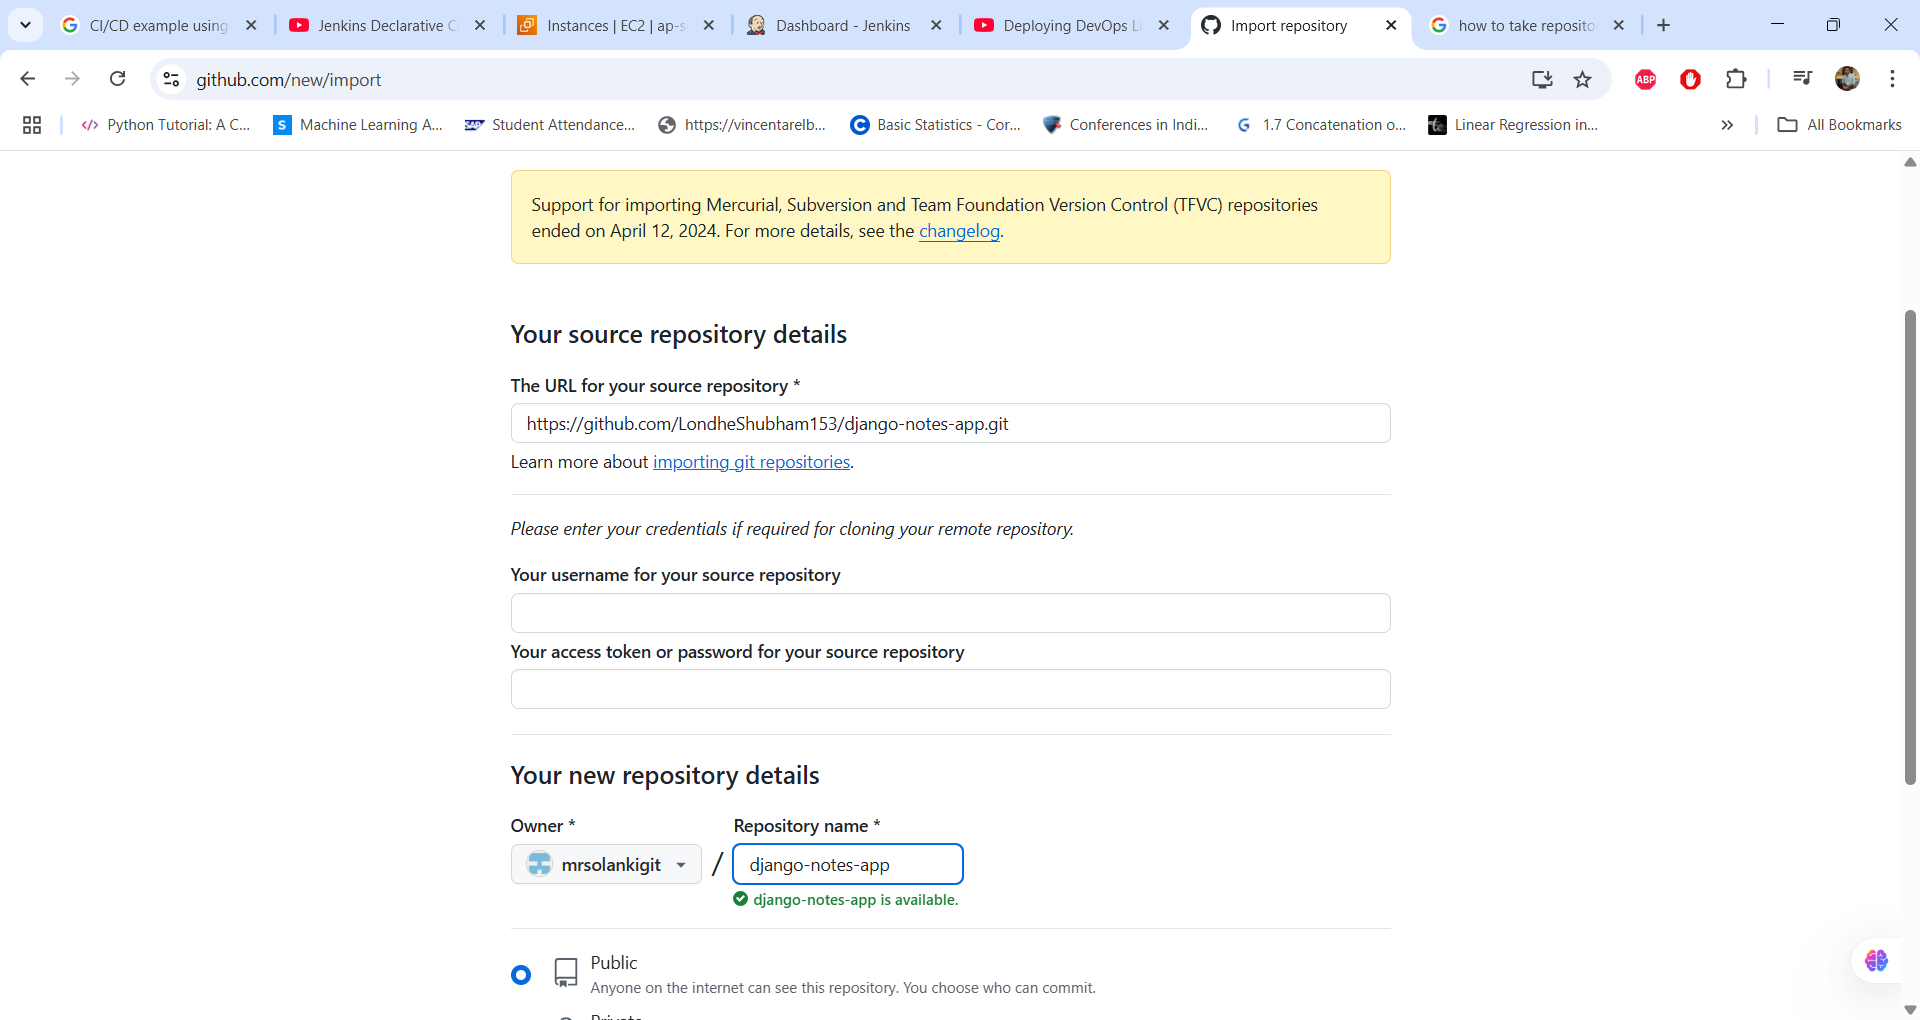 CI/CD example using
Jenkins Declarative C
Instances | EC2 | ap-s
Dashboard - Jenkins
Deploying DevOps Li
Import repository
how to take reposito
github.com/new/import
ABP
Python Tutorial: A C...
Machine Learning A...
Student Attendance...
https://vincentarelb...
Basic Statistics - Cor...
Conferences in Indi...
1.7 Concatenation o...
Linear Regression in...
All Bookmarks
Support for importing Mercurial, Subversion and Team Foundation Version Control (TFVC) repositories
ended on April 12, 2024. For more details, see the changelog.
Your source repository details
The URL for your source repository *
https://github.com/LondheShubham153/django-notes-app.git
Learn more about importing git repositories.
Please enter your credentials if required for cloning your remote repository.
Your username for your source repository
Your access token or password for your source repository
Your new repository details
Owner *
Repository name *
mrsolankigit
/
django-notes-app
django-notes-app is available.
Public
Anyone on the internet can see this repository. You choose who can commit.
Private